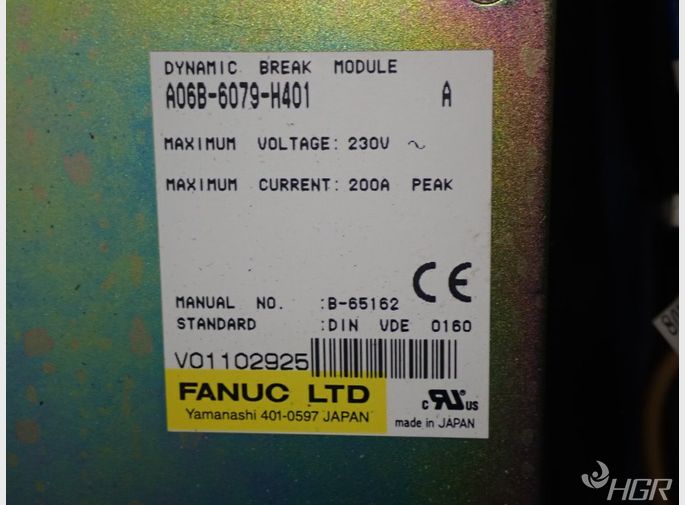 DYNAMIC BREAK MODULE
A06B-6079-H401 A
MAXIMUM VOLTAGE: 230V ~
MAXIMUM CURRENT: 200A PEAK
CE
MANUAL NO. :B-65162
STANDARD :DIN VDE 0160
V01102925
FANUC LTD
Yamanashi 401-0597 JAPAN
c RU US
made in JAPAN
HGR